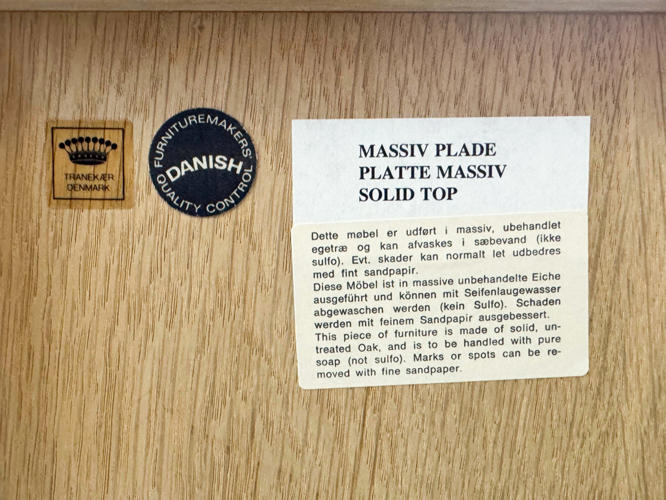 TRANEKÆR
DENMARK
FURNITUREMAKERS'
DANISH
QUALITY CONTROL
MASSIV PLADE
PLATTE MASSIV
SOLID TOP
Dette møbel er udført i massiv, ubehandlet
egetræ og kan afvaskes i sæbevand (ikke
sulfo). Evt. skader kan normalt let udbedres
med fint sandpapir.
Diese Möbel ist in massive unbehandelte Eiche
ausgeführt und können mit Seifenlaugewasser
abgewaschen werden (kein Sulfo). Schaden
werden mit feinem Sandpapir ausgebessert.
This piece of furniture is made of solid, un-
treated Oak, and is to be handled with pure
soap (not sulfo). Marks or spots can be re-
moved with fine sandpaper.